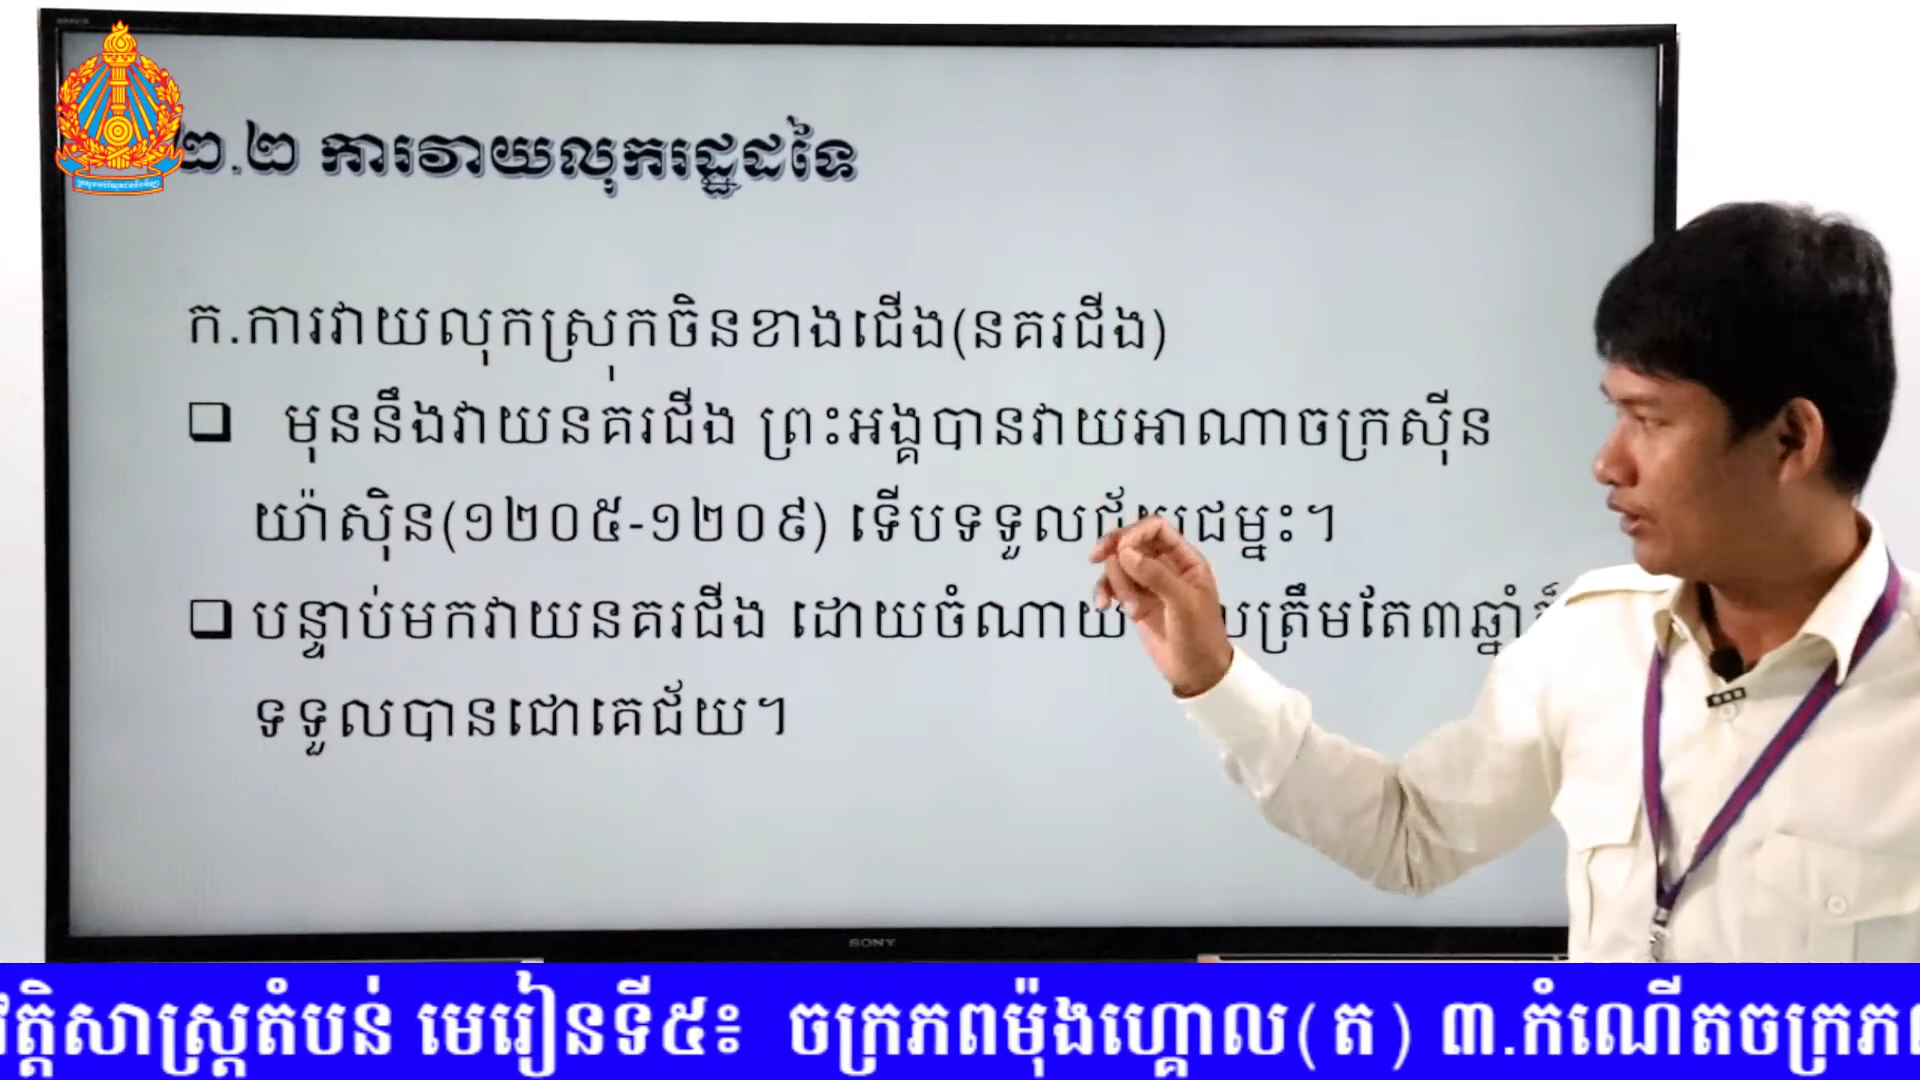 ២.២ ការវាយលុករដ្ឋដទៃ
ក.ការវាយលុកស្រុកចិនខាងជើង(នគរជីង)
មុននឹងវាយនគរជីង ព្រះអង្គបានវាយអាណាចក្រស៊ីន
យ៉ាស៊ិន(១២០៥-១២០៩) ទើបទទួលជ័យជម្នះ។
បន្ទាប់មកវាយនគរជីង ដោយចំណាយ ត្រឹមតែ៣ឆ្នាំ
ទទួលបានជោគជ័យ។
SONY
វត្តិសាស្ត្រតំបន់ មេរៀនទី៥៖ ចក្រភពម៉ុងហ្គោល(ត) ៣.កំណើតចក្រភព